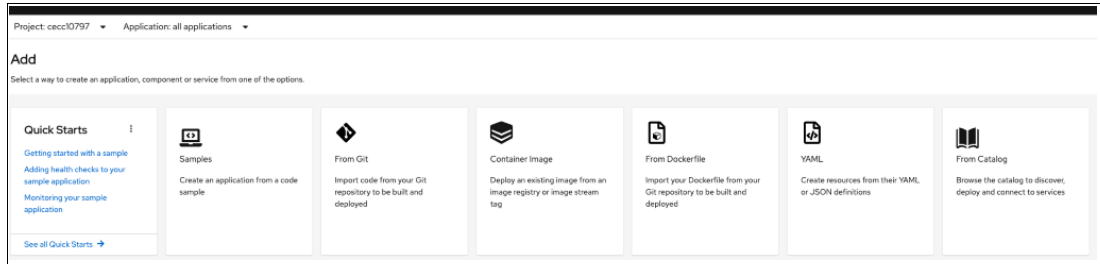 Project: cecc10797
Application: all applications
Add
Select a way to create an application, component or service from one of the options.
Quick Starts
Getting started with a sample
Adding health checks to your
sample application
Monitoring your sample
application
See all Quick Starts
Samples
Create an application from a code
sample
From Git
Import code from your Git
repository to be built and
deployed
Container Image
Deploy an existing image from an
image registry or image stream
tag
From Dockerfile
Import your Dockerfile from your
Git repository to be built and
deployed
YAML
Create resources from their YAML
or JSON definitions
From Catalog
Browse the catalog to discover,
deploy and connect to services